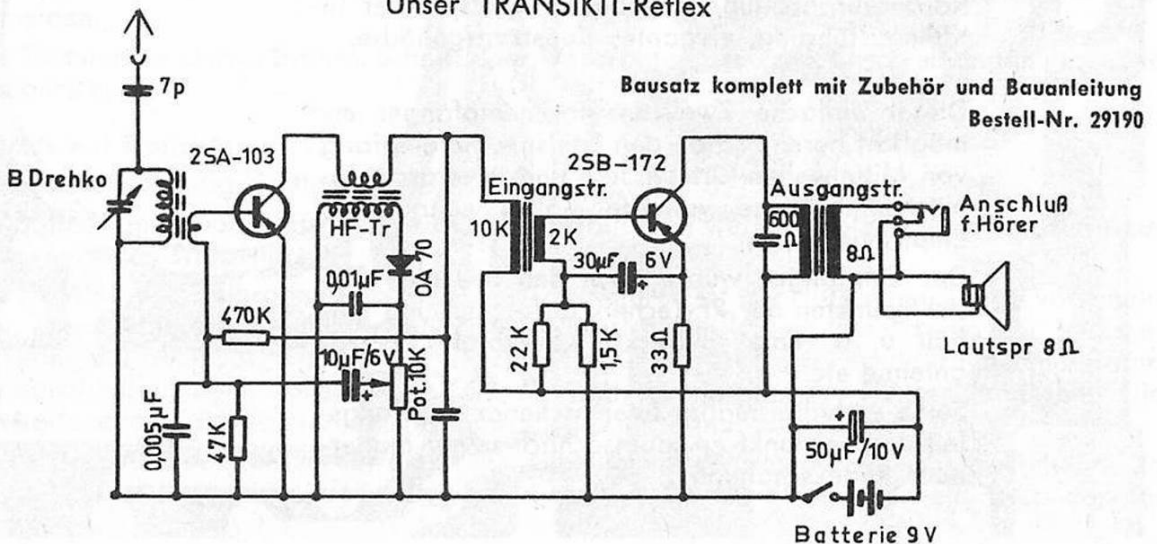 Unser TRANSIKIT-Reflex
7p
Bausatz komplett mit Zubehör und Bauanleitung
Bestell-Nr. 29190
2SA-103
2SB-172
B Drehko
Eingangstr.
Ausgangstr.
Anschluß
f.Hörer
HF-Tr
10K
2K
600
Ω
8Ω
OA 70
30µF 6V
0,01µF
470K
22K
1,5K
33Ω
Lautspr 8Ω
10µF/6V
Pot.10K
0,005µF
47K
50µF/10V
Batterie 9V